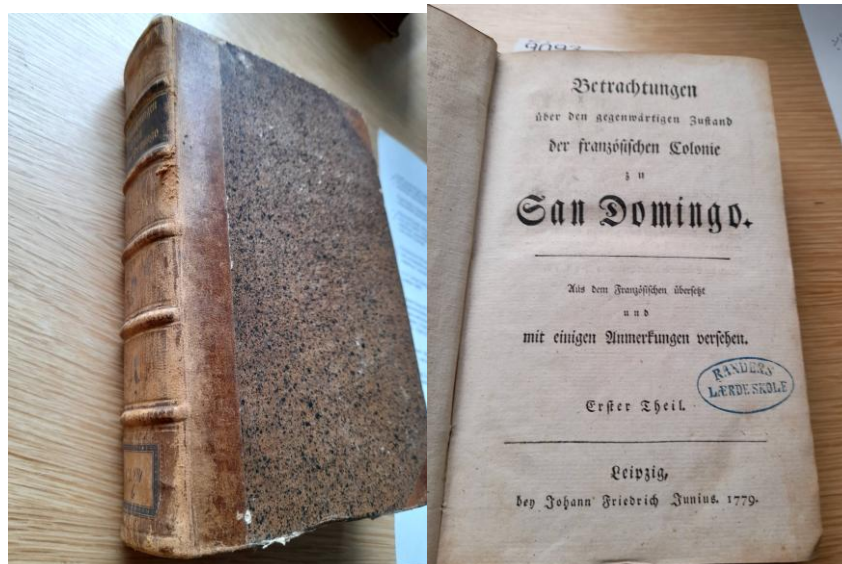 9093
Betrachtungen
über den gegenwärtigen Zustand
der französischen Colonie
zu
San Domingo.
Aus dem Französischen übersetzt
und
mit einigen Anmerkungen versehen.
RANDERS
LÆRDE SKOLE
Erster Theil.
Leipzig,
bey Johann Friedrich Junius. 1779.